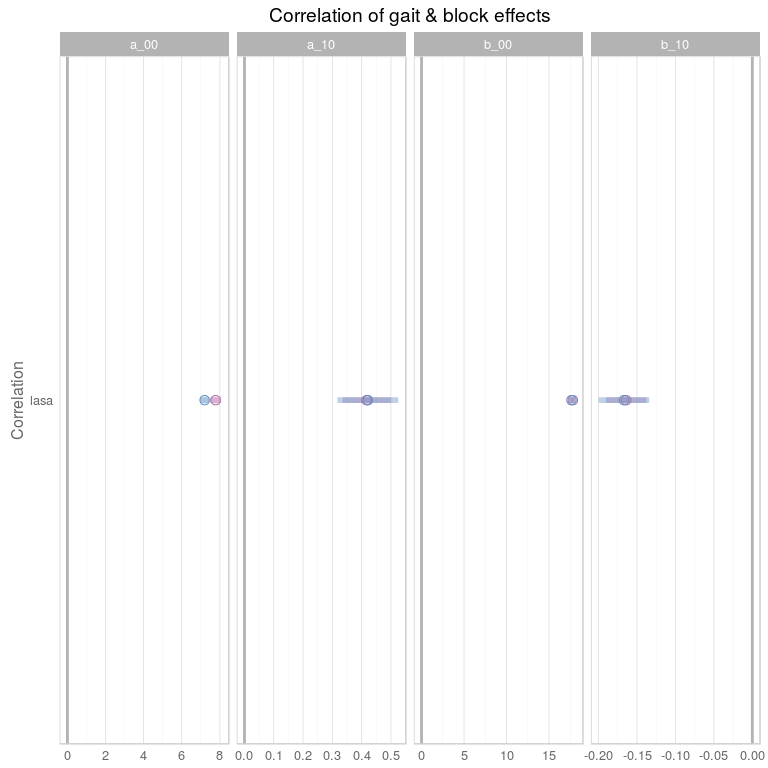 Correlation of gait & block effects
a_00 a_10 b_00 b_10
Correlation
lasa
0 2 4 6 8 0.0 0.1 0.2 0.3 0.4 0.5 0 5 10 15 -0.20 -0.15 -0.10 -0.05 0.00